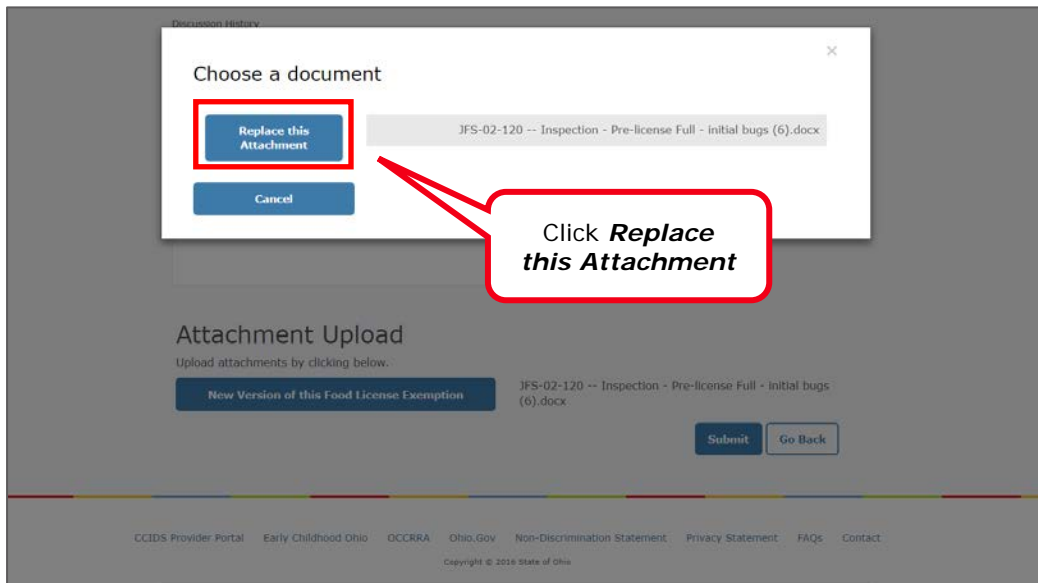 Discussion History
×
Choose a document
Replace this
Attachment
JFS-02-120 -- Inspection - Pre-license Full - initial bugs (6).docx
Cancel
Click Replace
this Attachment
Attachment Upload
Upload attachments by clicking below.
New Version of this Food License Exemption
JFS-02-120 -- Inspection - Pre-license Full - initial bugs
(6).docx
Submit
Go Back
CCIDS Provider Portal Early Childhood Ohio OCCRRA Ohio.Gov Non-Discrimination Statement Privacy Statement FAQs Contact
Copyright © 2016 State of Ohio